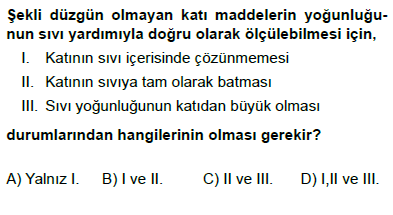 Şekli düzgün olmayan katı maddelerin yoğunluğu-
nun sıvı yardımıyla doğru olarak ölçülebilmesi için,
I. Katının sıvı içerisinde çözünmemesi
II. Katının sıvıya tam olarak batması
III. Sıvı yoğunluğunun katıdan büyük olması
durumlarından hangilerinin olması gerekir?
A) Yalnız I. B) I ve II. C) II ve III. D) I,II ve III.